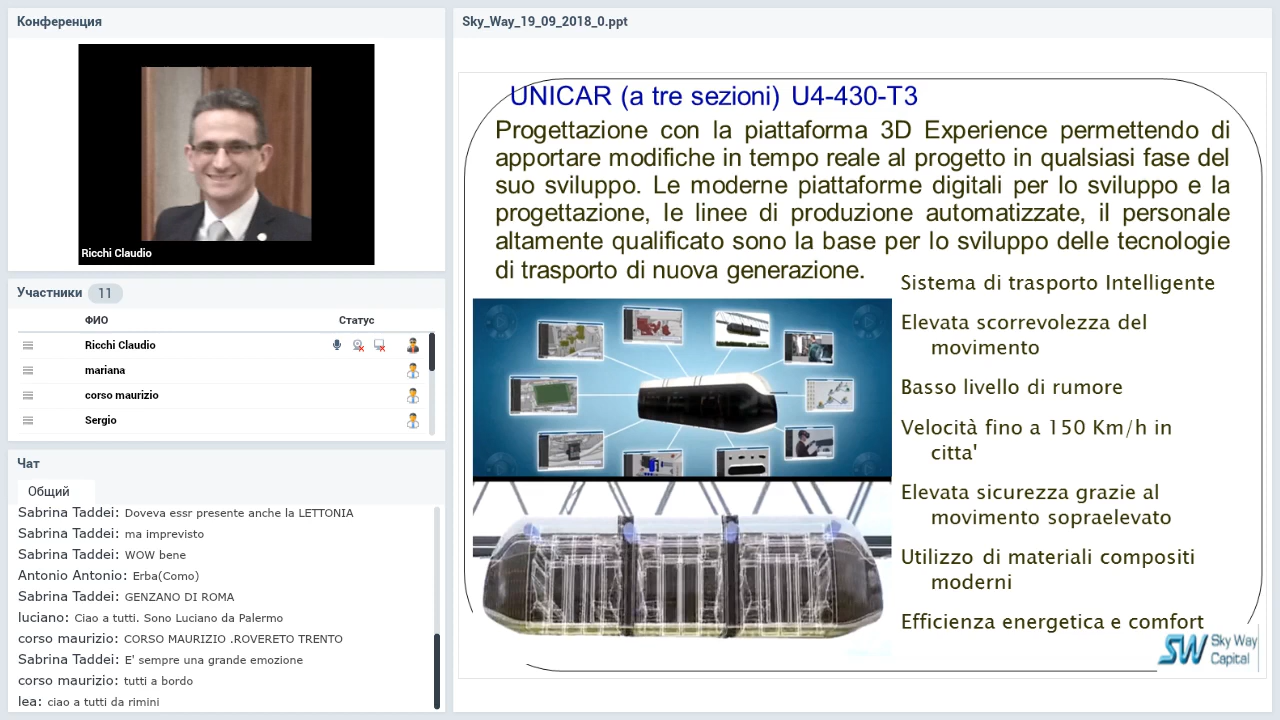 Конференция
Ricchi Claudio
Участники 11
ФИО Статус
Ricchi Claudio
mariana
corso maurizio
Sergio
Чат
Общий
Sabrina Taddei: Doveva essr presente anche la LETTONIA
Sabrina Taddei: ma imprevisto
Sabrina Taddei: WOW bene
Antonio Antonio: Erba(Como)
Sabrina Taddei: GENZANO DI ROMA
luciano: Ciao a tutti. Sono Luciano da Palermo
corso maurizio: CORSO MAURIZIO .ROVERETO TRENTO
Sabrina Taddei: E' sempre una grande emozione
corso maurizio: tutti a bordo
lea: ciao a tutti da rimini
Sky_Way_19_09_2018_0.ppt
UNICAR (a tre sezioni) U4-430-T3
Progettazione con la piattaforma 3D Experience permettendo di
apportare modifiche in tempo reale al progetto in qualsiasi fase del
suo sviluppo. Le moderne piattaforme digitali per lo sviluppo e la
progettazione, le linee di produzione automatizzate, il personale
altamente qualificato sono la base per lo sviluppo delle tecnologie
di trasporto di nuova generazione.
Sistema di trasporto Intelligente
Elevata scorrevolezza del
movimento
Basso livello di rumore
Velocità fino a 150 Km/h in
citta'
Elevata sicurezza grazie al
movimento sopraelevato
Utilizzo di materiali compositi
moderni
Efficienza energetica e comfort
SW Sky Way
Capital